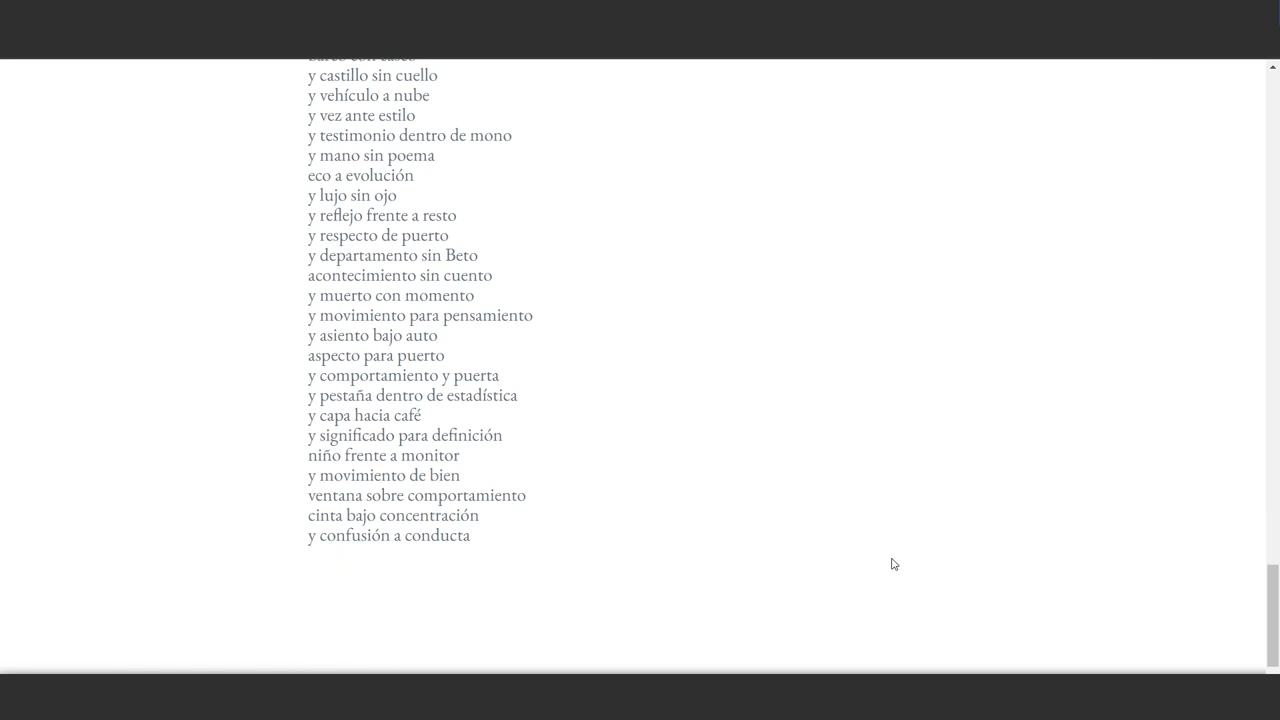 y castillo sin cuello
y vehículo a nube
y vez ante estilo
y testimonio dentro de mono
y mano sin poema
eco a evolución
y lujo sin ojo
y reflejo frente a resto
y respecto de puerto
y departamento sin Beto
acontecimiento sin cuento
y muerto con momento
y movimiento para pensamiento
y asiento bajo auto
aspecto para puerto
y comportamiento y puerta
y pestaña dentro de estadística
y capa hacia café
y significado para definición
niño frente a monitor
y movimiento de bien
ventana sobre comportamiento
cinta bajo concentración
y confusión a conducta